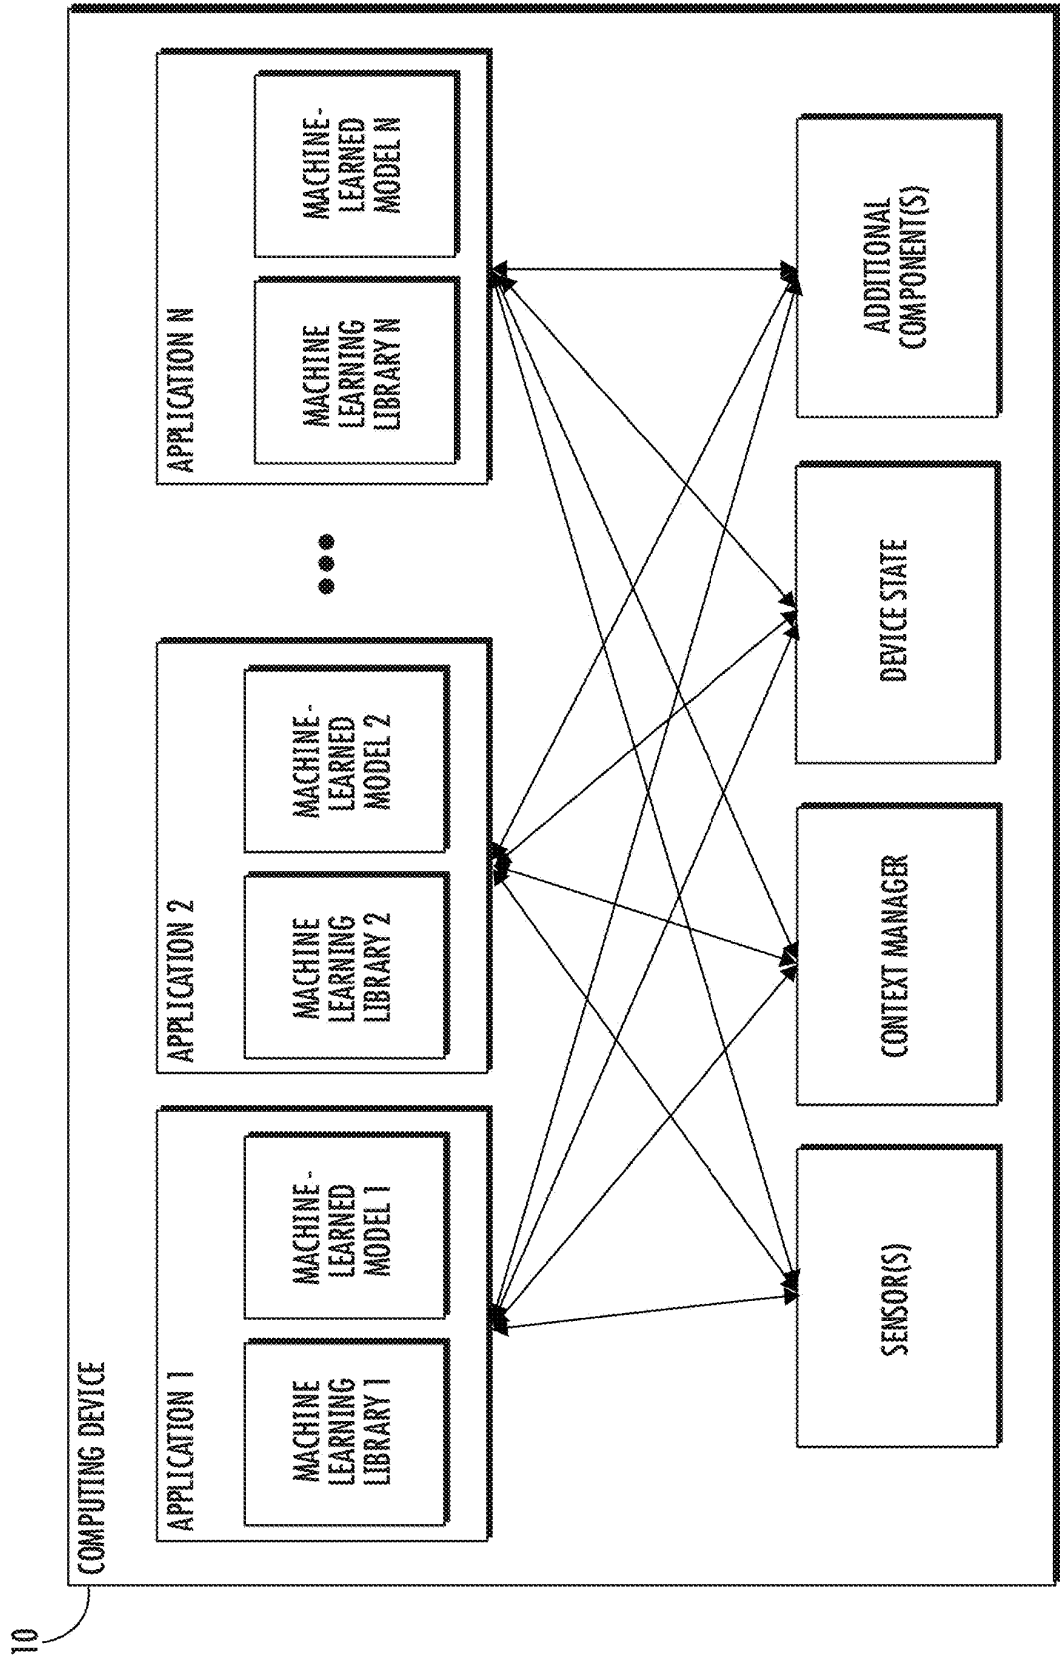 10
COMPUTING DEVICE
APPLICATION 1
MACHINE
LEARNING
LIBRARY 1
MACHINE-
LEARNED
MODEL 1
APPLICATION 2
MACHINE
LEARNING
LIBRARY 2
MACHINE-
LEARNED
MODEL 2
APPLICATION N
MACHINE
LEARNING
LIBRARY N
MACHINE-
LEARNED
MODEL N
SENSOR(S)
CONTEXT MANAGER
DEVICE STATE
ADDITIONAL
COMPONENT(S)